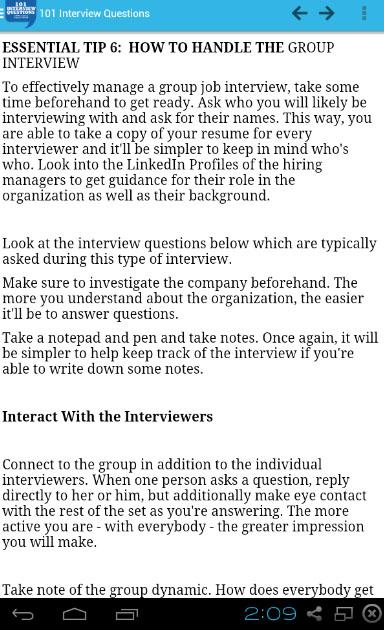 101
INTERVIEW
QUESTIONS
101 Interview Questions
ESSENTIAL TIP 6:  HOW TO HANDLE THE GROUP
INTERVIEW
To effectively manage a group job interview, take some
time beforehand to get ready. Ask who you will likely be
interviewing with and ask for their names. This way, you
are able to take a copy of your resume for every
interviewer and it'll be simpler to keep in mind who's
who. Look into the LinkedIn Profiles of the hiring
managers to get guidance for their role in the
organization as well as their background.
Look at the interview questions below which are typically
asked during this type of interview.
Make sure to investigate the company beforehand. The
more you understand about the organization, the easier
it'll be to answer questions.
Take a notepad and pen and take notes. Once again, it will
be simpler to help keep track of the interview if you're
able to write down some notes.
Interact With the Interviewers
Connect to the group in addition to the individual
interviewers. When one person asks a question, reply
directly to her or him, but additionally make eye contact
with the rest of the set as you're answering. The more
active you are - with everybody - the greater impression
you will make.
Take note of the group dynamic. How does everybody get
2:09